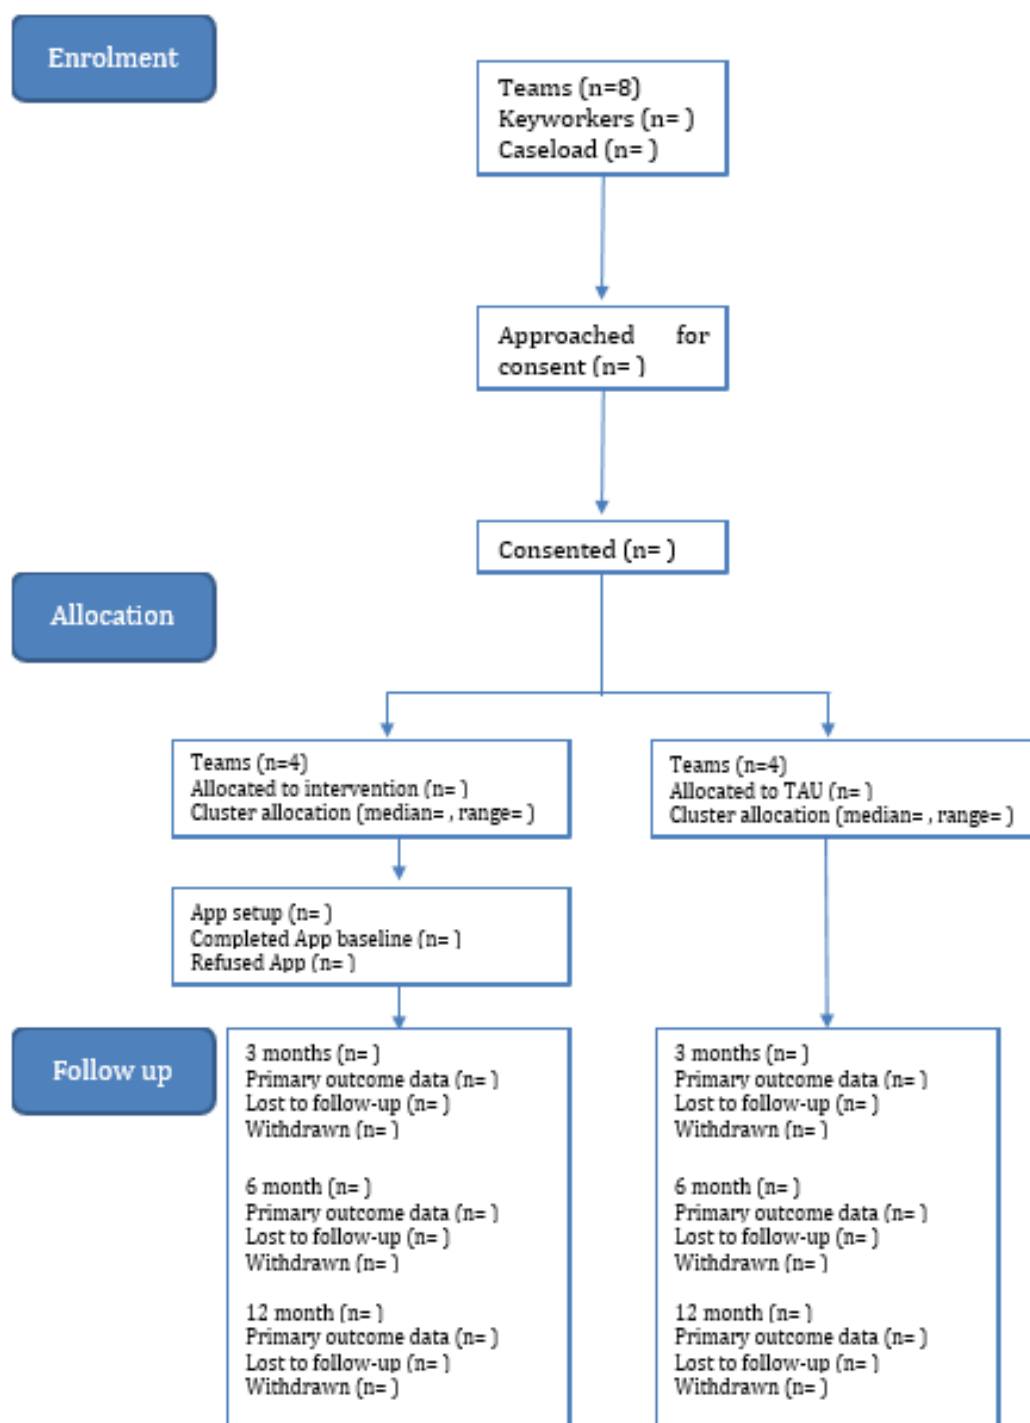 Enrolment
Teams (n=8)
Keyworkers (n= )
Caseload (n= )
Approached for
consent (n= )
Consented (n= )
Allocation
Teams (n=4)
Allocated to intervention (n= )
Cluster allocation (median= , range= )
Teams (n=4)
Allocated to TAU (n= )
Cluster allocation (median= , range= )
App setup (n= )
Completed App baseline (n= )
Refused App (n= )
Follow up
3 months (n= )
Primary outcome data (n= )
Lost to follow-up (n= )
Withdrawn (n= )
6 month (n= )
Primary outcome data (n= )
Lost to follow-up (n= )
Withdrawn (n= )
12 month (n= )
Primary outcome data (n= )
Lost to follow-up (n= )
Withdrawn (n= )
3 months (n= )
Primary outcome data (n= )
Lost to follow-up (n= )
Withdrawn (n= )
6 month (n= )
Primary outcome data (n= )
Lost to follow-up (n= )
Withdrawn (n= )
12 month (n= )
Primary outcome data (n= )
Lost to follow-up (n= )
Withdrawn (n= )